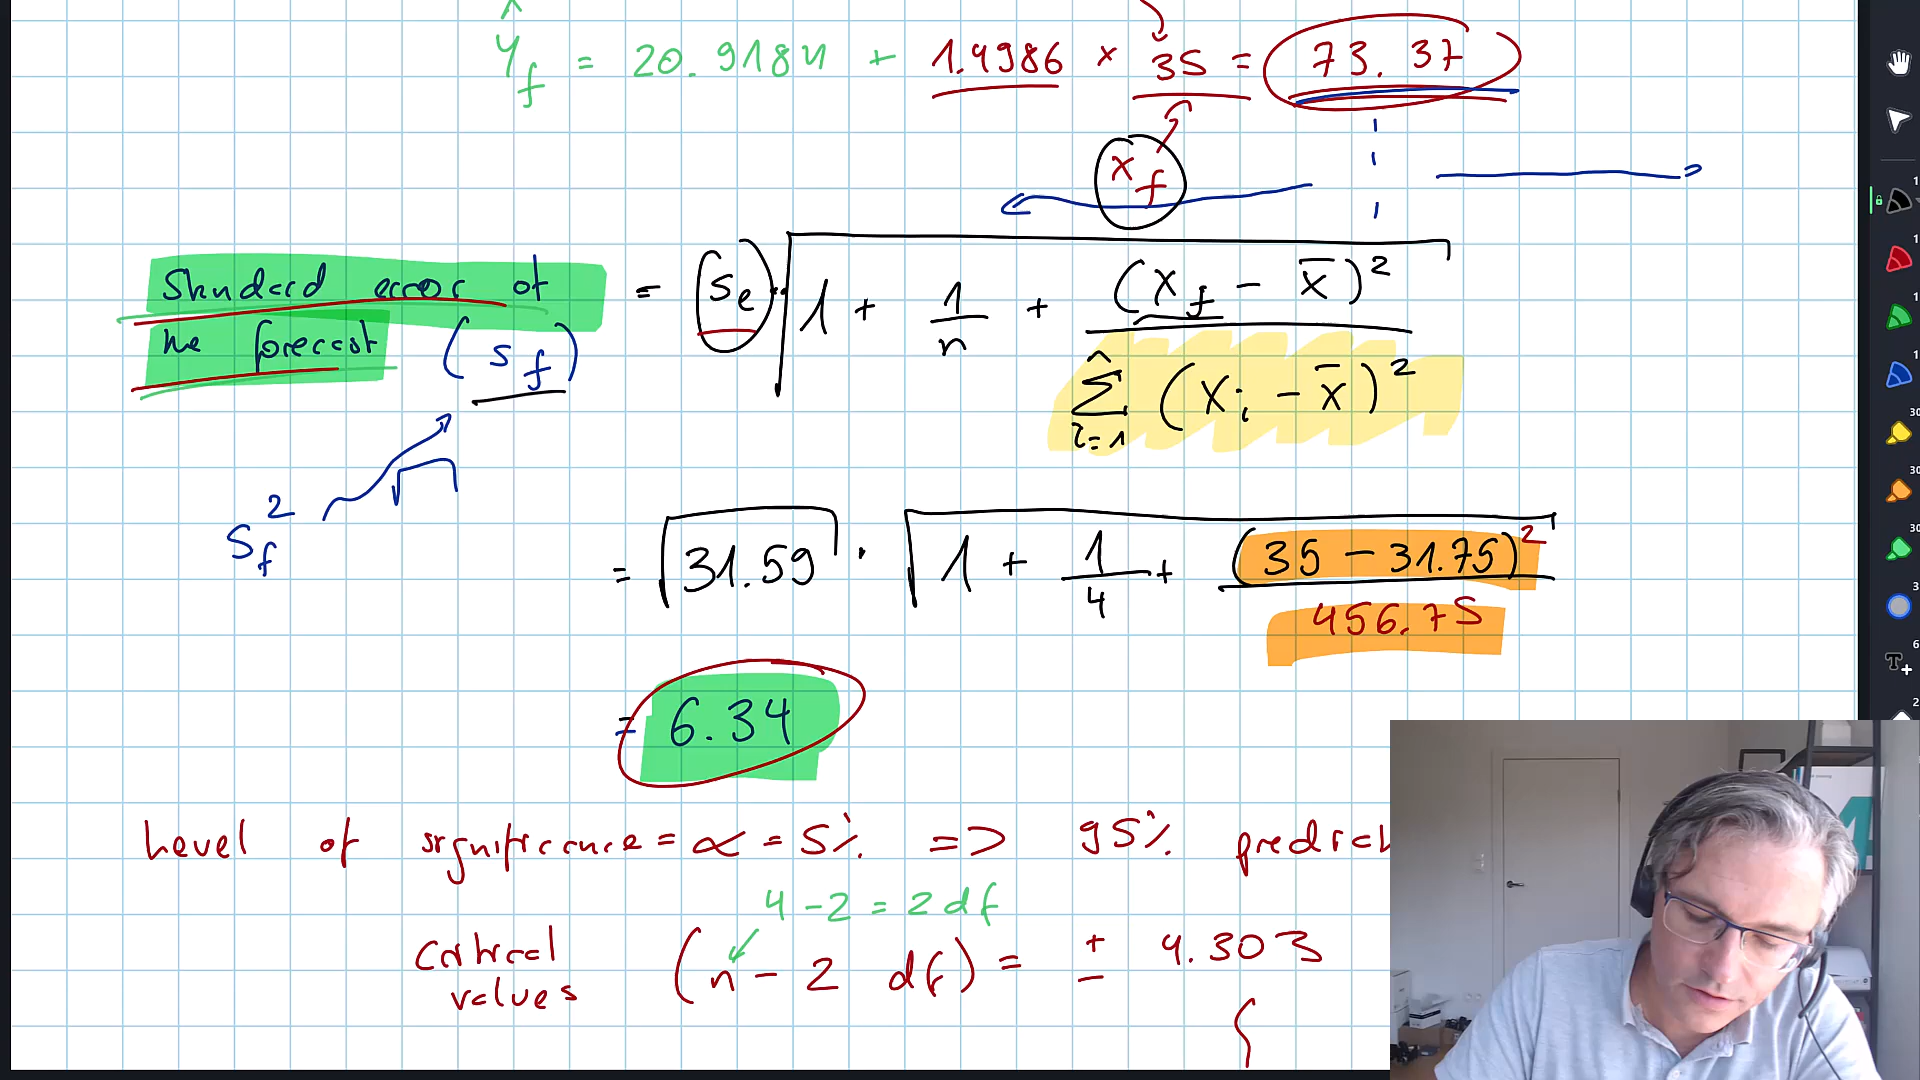 ŷf = 20.9184 + 1.4986 × 35 = 73.37
xf
Standard error of = se · √ 1 + 1/n + (xf − x̄)² / Σ i=1 n (xi − x̄)²
the forecast (sf)
sf²
= √31.59 · √ 1 + 1/4 + (35 − 31.75)² / 456.75
= 6.34
Level of significance = α = 5% => 95% predict
4 − 2 = 2 df
critical values (n − 2 df) = ± 4.303